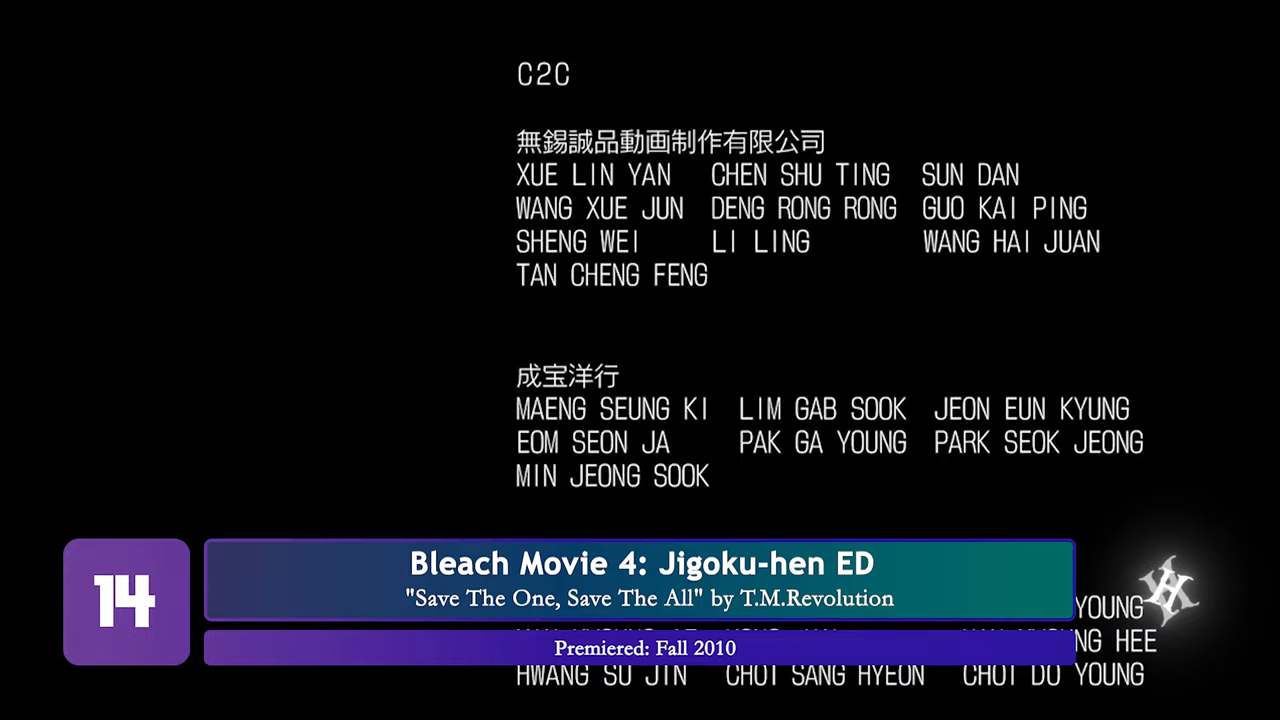 C2C
無錫誠品動画制作有限公司
XUE LIN YAN CHEN SHU TING SUN DAN
WANG XUE JUN DENG RONG RONG GUO KAI PING
SHENG WEI LI LING WANG HAI JUAN
TAN CHENG FENG
成宝洋行
MAENG SEUNG KI LIM GAB SOOK JEON EUN KYUNG
EOM SEON JA PAK GA YOUNG PARK SEOK JEONG
MIN JEONG SOOK
14
Bleach Movie 4: Jigoku-hen ED
"Save The One, Save The All" by T.M.Revolution
YOUNG
Premiered: Fall 2010
HEE
HWANG SU JIN CHOI SANG HYEON CHOI DO YOUNG